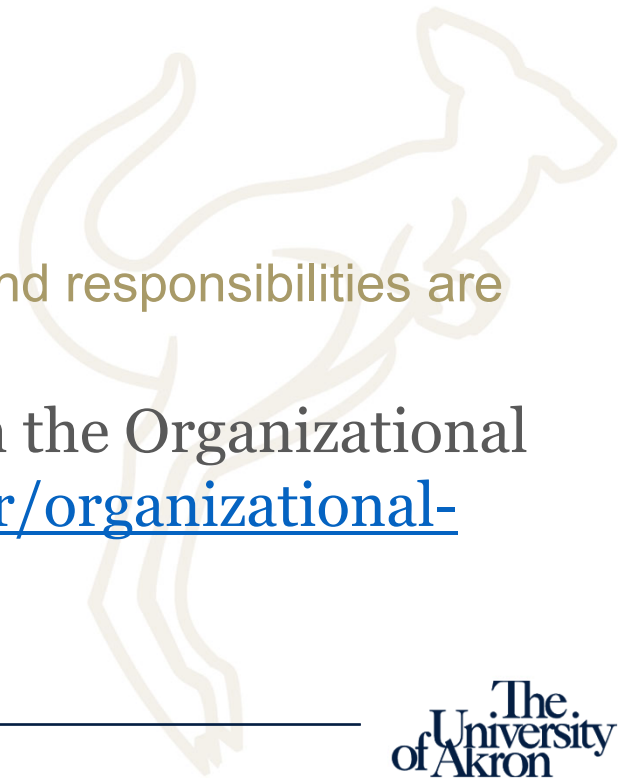 nd responsibilities are
the Organizational
r/organizational-
The
University
of Akron